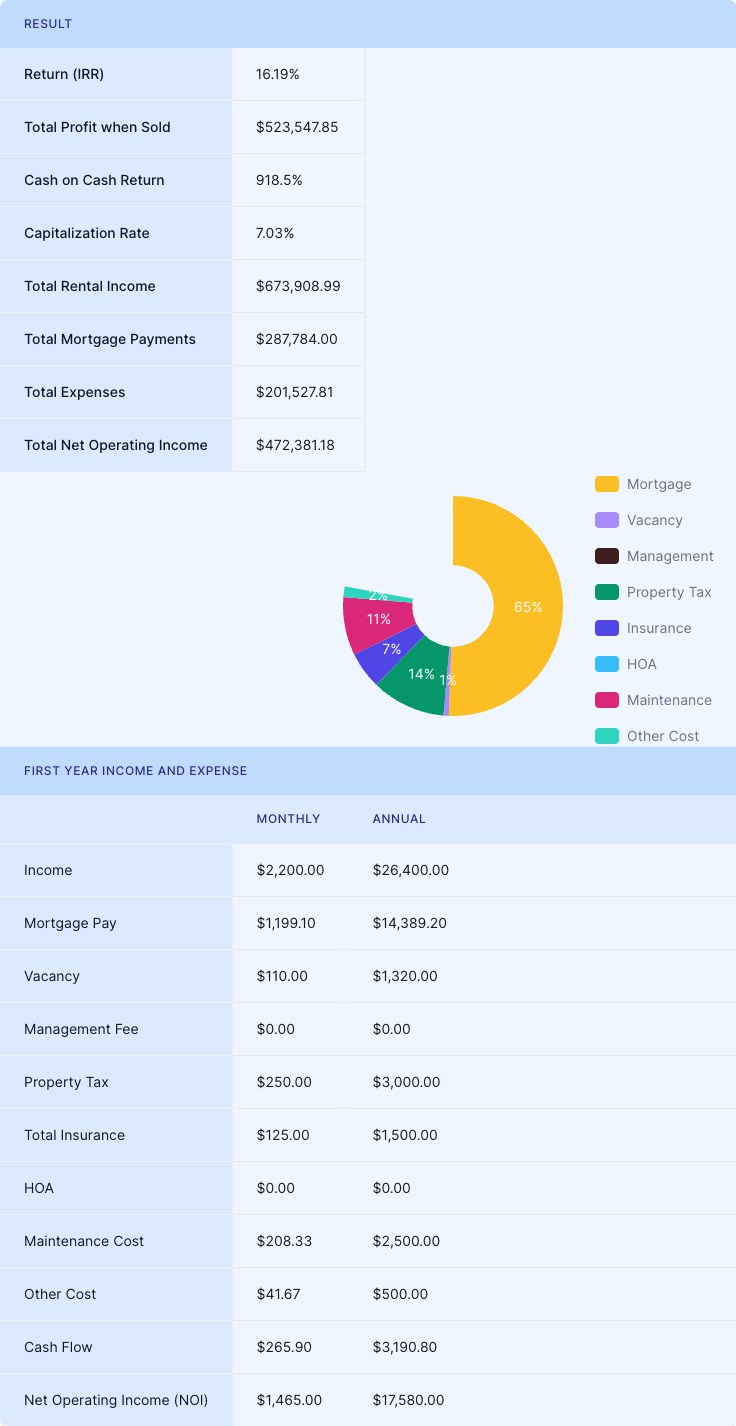 RESULT
Return (IRR) 16.19%
Total Profit when Sold $523,547.85
Cash on Cash Return 918.5%
Capitalization Rate 7.03%
Total Rental Income $673,908.99
Total Mortgage Payments $287,784.00
Total Expenses $201,527.81
Total Net Operating Income $472,381.18
Mortgage
Vacancy
Management
Property Tax
Insurance
HOA
Maintenance
Other Cost
2%
65%
11%
7%
14%
1%
FIRST YEAR INCOME AND EXPENSE
MONTHLY ANNUAL
Income $2,200.00 $26,400.00
Mortgage Pay $1,199.10 $14,389.20
Vacancy $110.00 $1,320.00
Management Fee $0.00 $0.00
Property Tax $250.00 $3,000.00
Total Insurance $125.00 $1,500.00
HOA $0.00 $0.00
Maintenance Cost $208.33 $2,500.00
Other Cost $41.67 $500.00
Cash Flow $265.90 $3,190.80
Net Operating Income (NOI) $1,465.00 $17,580.00